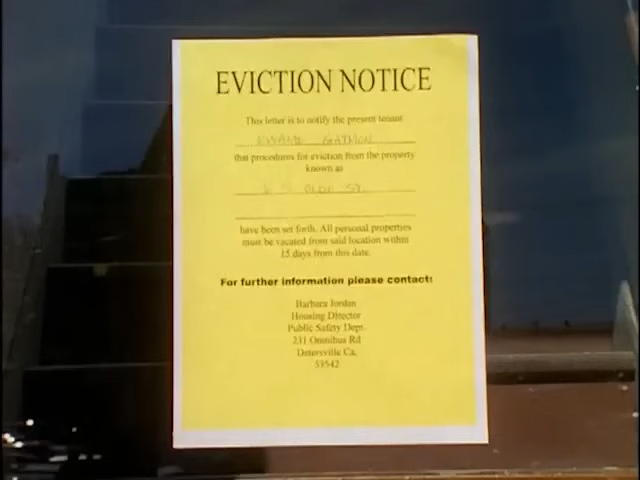 EVICTION NOTICE
This letter is to notify the present tenant
that procedures for eviction from the property
known as
have been set forth. All personal properties
must be vacated from said location within
15 days from this date.
For further information please contact:
Barbara Jordan
Housing Director
Public Safety Dept.
231 Omnibus Rd
Ca,